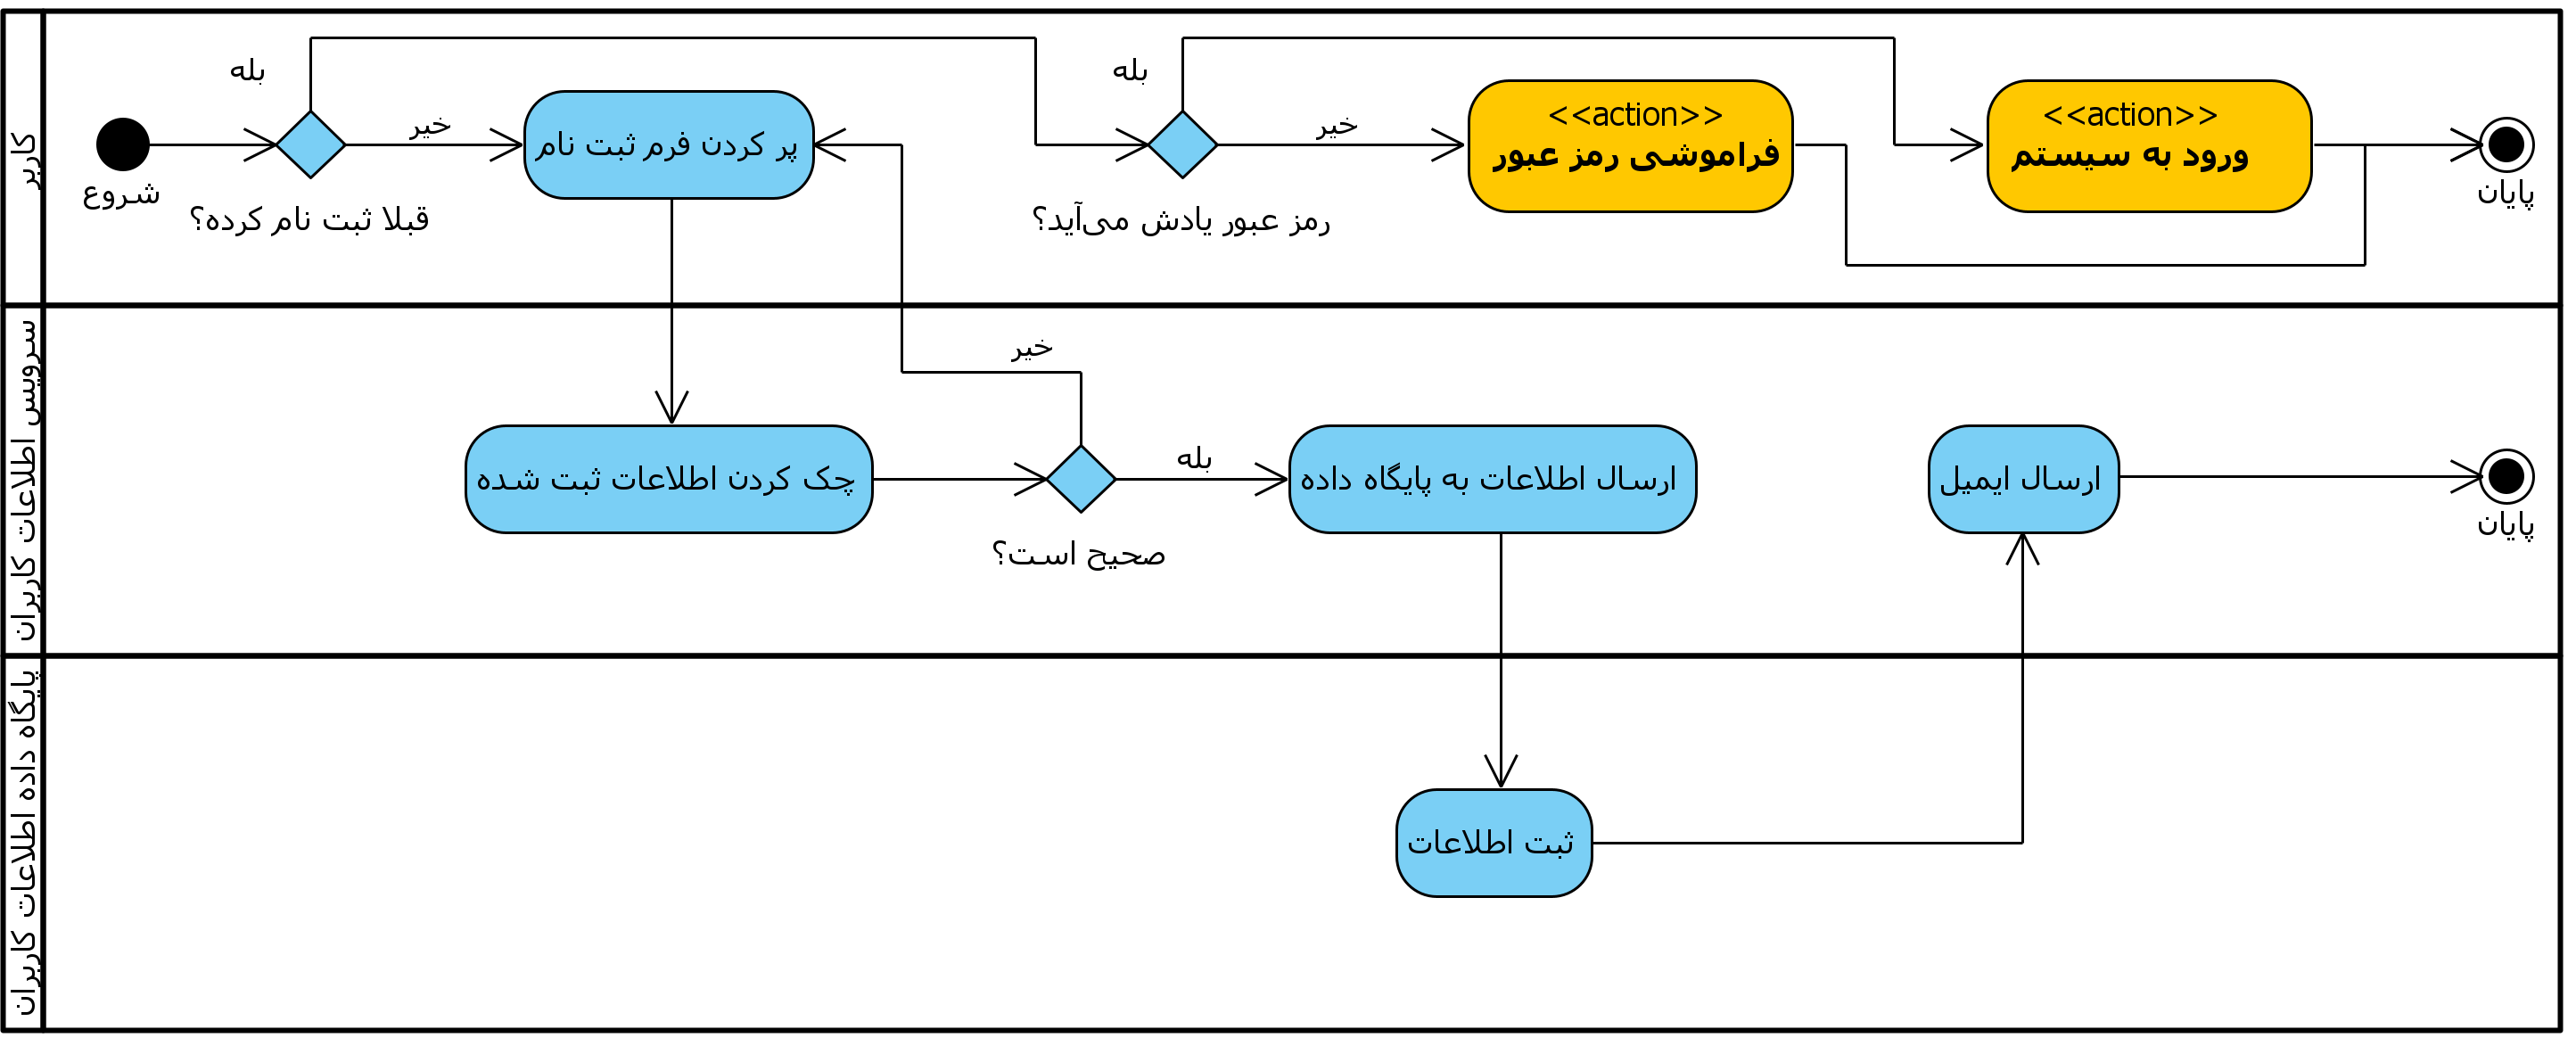 کاربر
شروع
بله
قبلا ثبت نام کرده؟
خیر
پر کردن فرم ثبت نام
بله
رمز عبور یادش می‌آید؟
خیر
<<action>>
فراموشی رمز عبور
<<action>>
ورود به سیستم
پایان
سرویس اطلاعات کاربران
چک کردن اطلاعات ثبت شده
خیر
صحیح است؟
بله
ارسال اطلاعات به پایگاه داده
ارسال ایمیل
پایان
پایگاه داده اطلاعات کاربران
ثبت اطلاعات